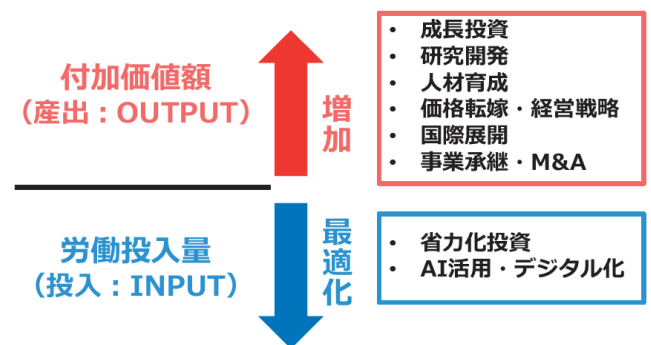 付加価値額
（産出：OUTPUT）
増加
• 成長投資
• 研究開発
• 人材育成
• 価格転嫁・経営戦略
• 国際展開
• 事業承継・M&A
労働投入量
（投入：INPUT）
最適化
• 省力化投資
• AI活用・デジタル化